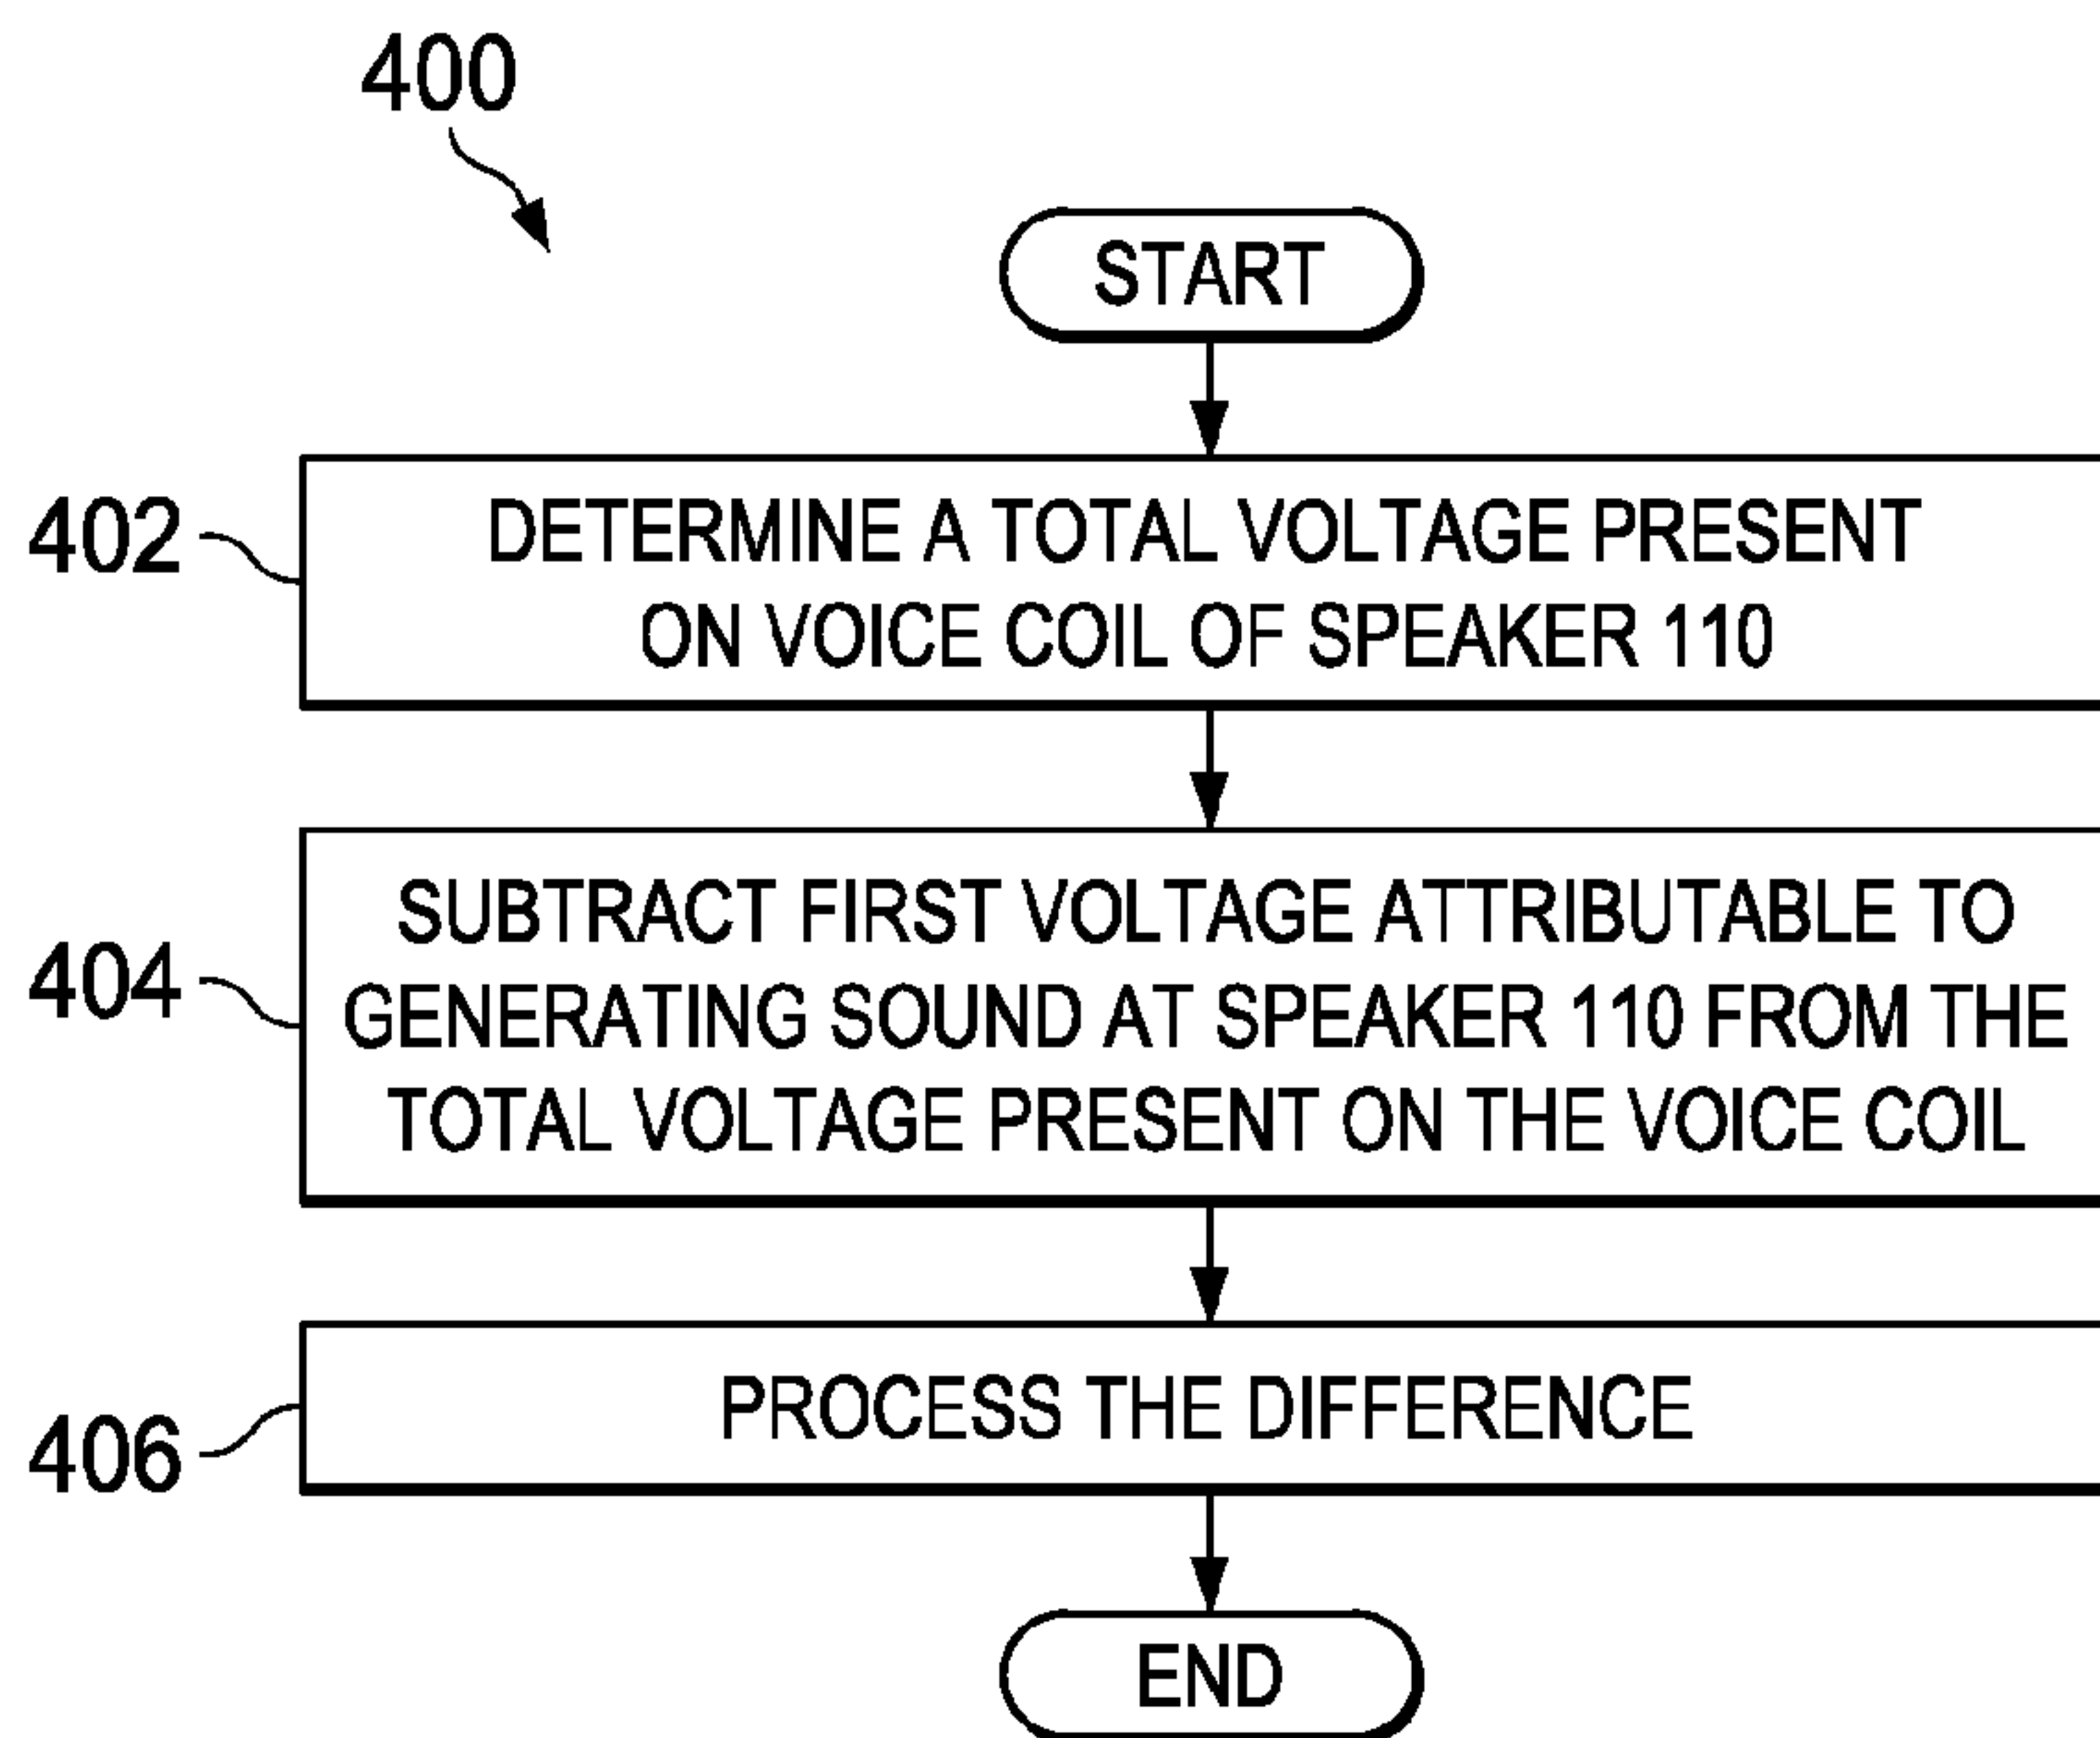 400
START
402
DETERMINE A TOTAL VOLTAGE PRESENT
ON VOICE COIL OF SPEAKER 110
404
SUBTRACT FIRST VOLTAGE ATTRIBUTABLE TO
GENERATING SOUND AT SPEAKER 110 FROM THE
TOTAL VOLTAGE PRESENT ON THE VOICE COIL
406
PROCESS THE DIFFERENCE
END